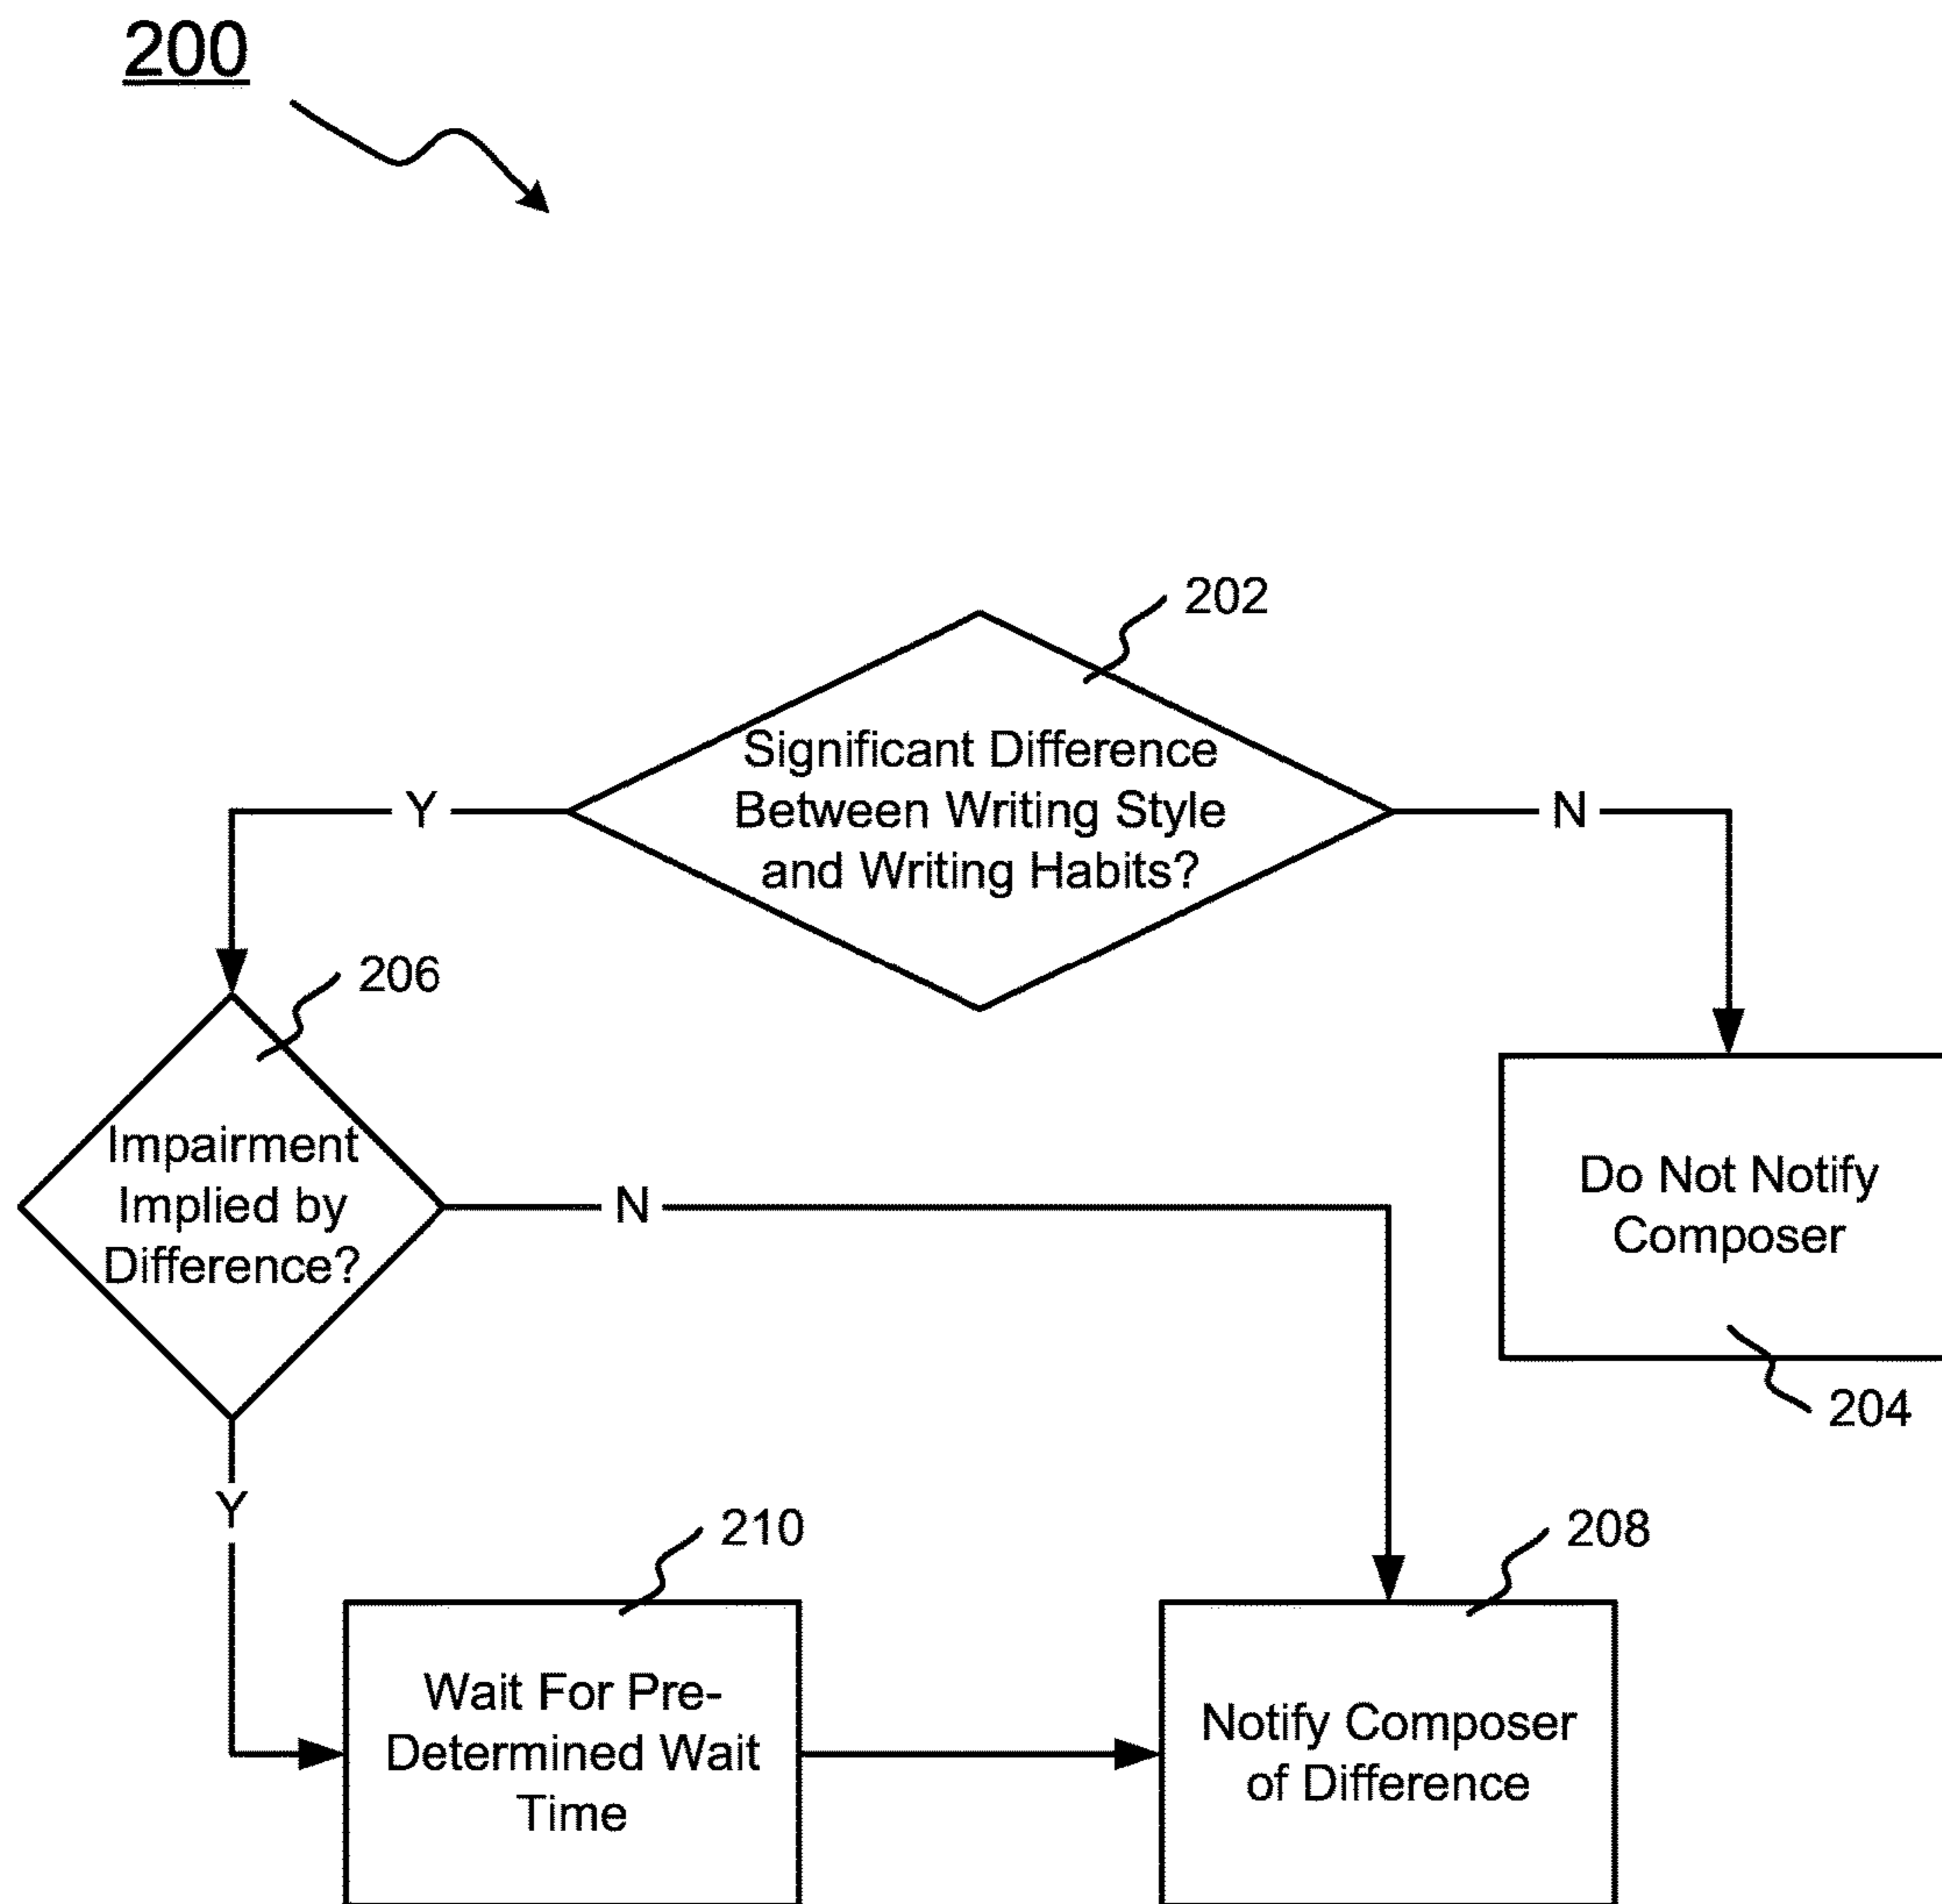 200
202
Significant Difference
Between Writing Style
and Writing Habits?
Y
N
206
Impairment
Implied by
Difference?
N
Do Not Notify
Composer
204
Y
210
208
Wait For Pre-
Determined Wait
Time
Notify Composer
of Difference